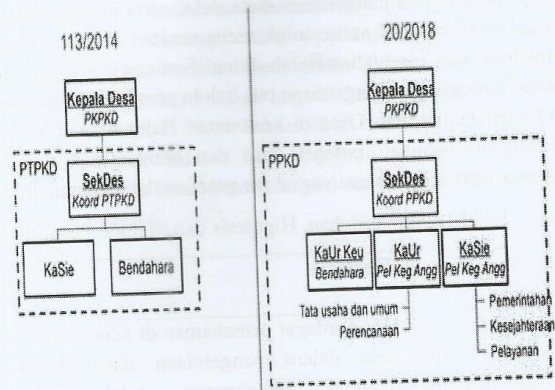 113/2014
Kepala Desa
PKPKD
PTPKD
SekDes
Koord PTPKD
KaSie
Bendahara
20/2018
Kepala Desa
PKPKD
PPKD
SekDes
Koord PPKD
KaUr Keu
Bendahara
KaUr
Pel Keg Angg
KaSie
Pel Keg Angg
Tata usaha dan umum
Perencanaan
Pemerintahan
Kesejahteraan
Pelayanan